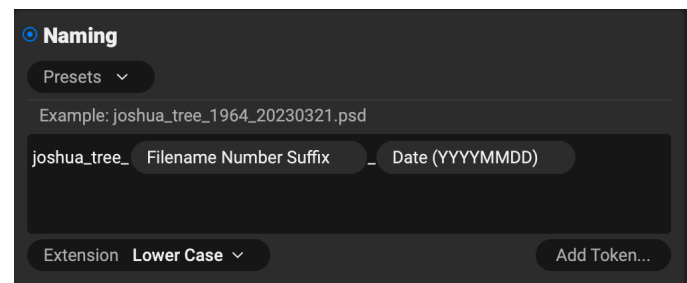 Naming
Presets
Example: joshua_tree_1964_20230321.psd
joshua_tree_ Filename Number Suffix _ Date (YYYYMMDD)
Extension Lower Case Add Token...